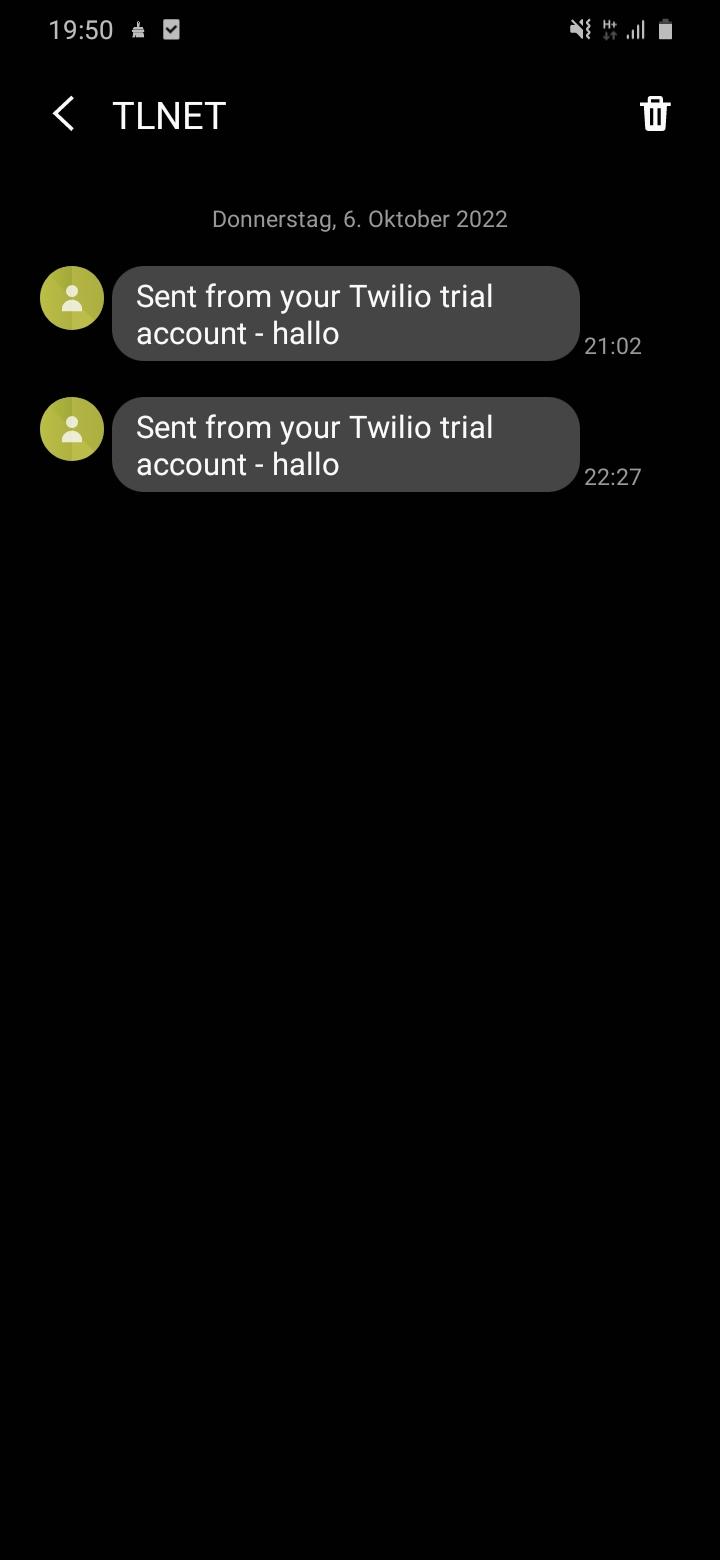 19:50
H+
TLNET
Donnerstag, 6. Oktober 2022
Sent from your Twilio trial
account - hallo
21:02
Sent from your Twilio trial
account - hallo
22:27